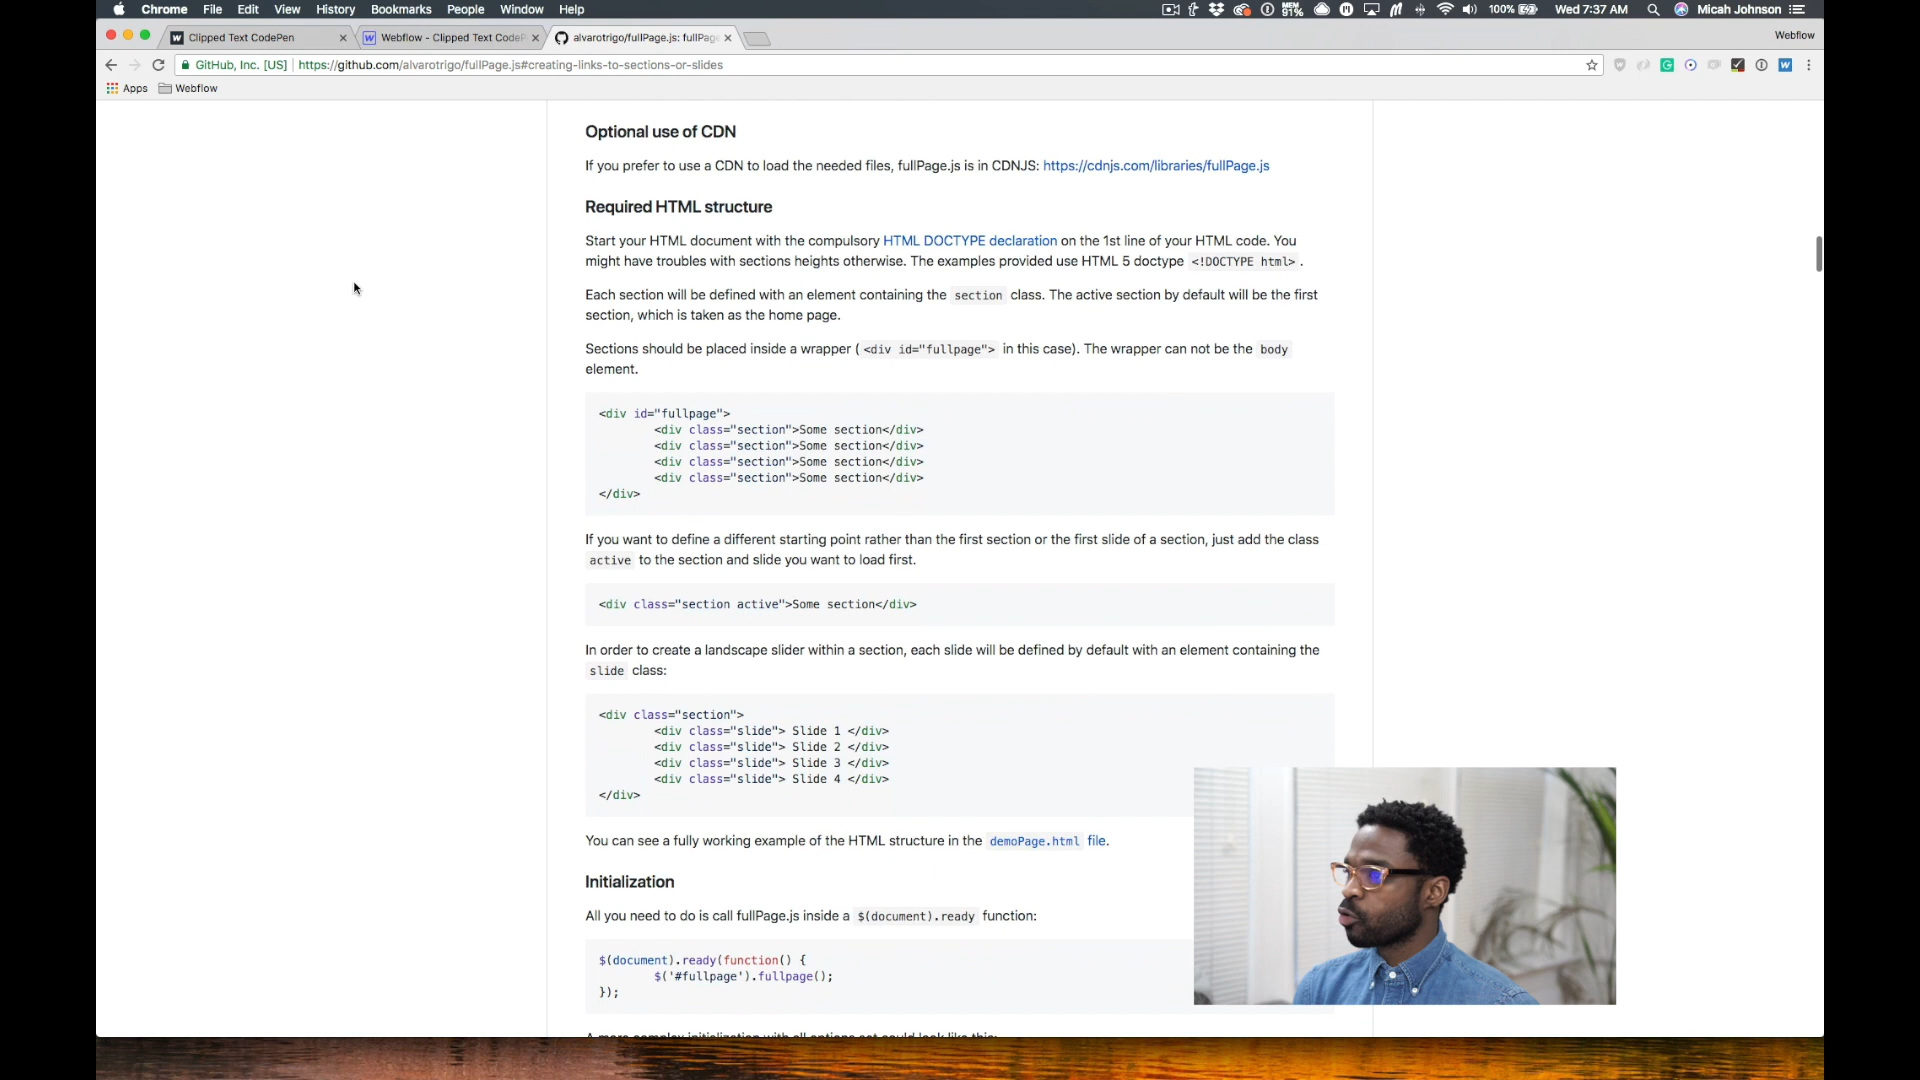 Chrome File Edit View History Bookmarks People Window Help
MEM 91% 100% Wed 7:37 AM Micah Johnson
Clipped Text CodePen
Webflow - Clipped Text CodeP
alvarotrigo/fullPage.js: fullPage
Webflow
GitHub, Inc. [US] | https://github.com/alvarotrigo/fullPage.js#creating-links-to-sections-or-slides
Apps Webflow
Optional use of CDN
If you prefer to use a CDN to load the needed files, fullPage.js is in CDNJS: https://cdnjs.com/libraries/fullPage.js
Required HTML structure
Start your HTML document with the compulsory HTML DOCTYPE declaration on the 1st line of your HTML code. You
might have troubles with sections heights otherwise. The examples provided use HTML 5 doctype <!DOCTYPE html> .
Each section will be defined with an element containing the section class. The active section by default will be the first
section, which is taken as the home page.
Sections should be placed inside a wrapper ( <div id="fullpage"> in this case). The wrapper can not be the body
element.
<div id="fullpage">
<div class="section">Some section</div>
<div class="section">Some section</div>
<div class="section">Some section</div>
<div class="section">Some section</div>
</div>
If you want to define a different starting point rather than the first section or the first slide of a section, just add the class
active to the section and slide you want to load first.
<div class="section active">Some section</div>
In order to create a landscape slider within a section, each slide will be defined by default with an element containing the
slide class:
<div class="section">
<div class="slide"> Slide 1 </div>
<div class="slide"> Slide 2 </div>
<div class="slide"> Slide 3 </div>
<div class="slide"> Slide 4 </div>
</div>
You can see a fully working example of the HTML structure in the demoPage.html file.
Initialization
All you need to do is call fullPage.js inside a $(document).ready function:
$(document).ready(function() {
$('#fullpage').fullpage();
});
A more complex initialization with all options set could look like this: